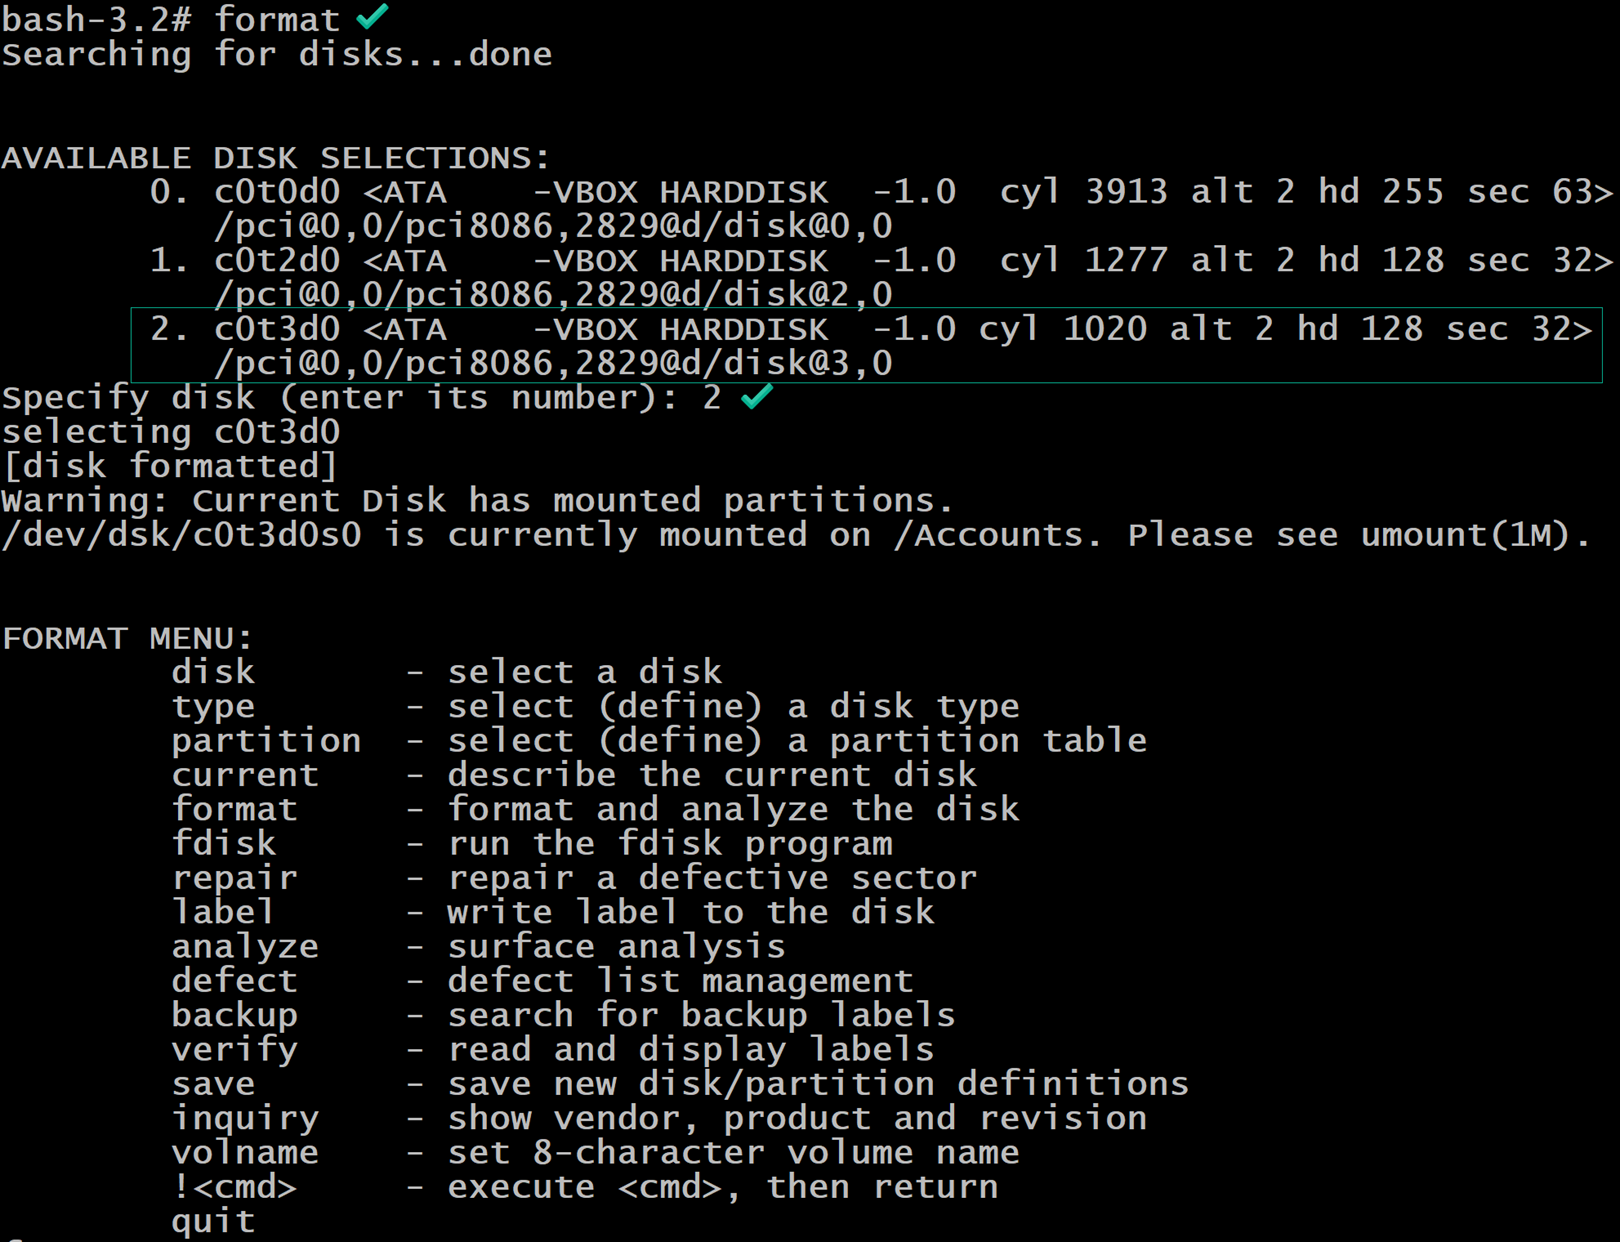 bash-3.2# format
Searching for disks...done
AVAILABLE DISK SELECTIONS:
0. c0t0d0 <ATA    -VBOX HARDDISK  -1.0  cyl 3913 alt 2 hd 255 sec 63>
/pci@0,0/pci8086,2829@d/disk@0,0
1. c0t2d0 <ATA    -VBOX HARDDISK  -1.0  cyl 1277 alt 2 hd 128 sec 32>
/pci@0,0/pci8086,2829@d/disk@2,0
2. c0t3d0 <ATA    -VBOX HARDDISK  -1.0 cyl 1020 alt 2 hd 128 sec 32>
/pci@0,0/pci8086,2829@d/disk@3,0
Specify disk (enter its number): 2
selecting c0t3d0
[disk formatted]
Warning: Current Disk has mounted partitions.
/dev/dsk/c0t3d0s0 is currently mounted on /Accounts. Please see umount(1M).
FORMAT MENU:
disk       - select a disk
type       - select (define) a disk type
partition  - select (define) a partition table
current    - describe the current disk
format     - format and analyze the disk
fdisk      - run the fdisk program
repair     - repair a defective sector
label      - write label to the disk
analyze    - surface analysis
defect     - defect list management
backup     - search for backup labels
verify     - read and display labels
save       - save new disk/partition definitions
inquiry    - show vendor, product and revision
volname    - set 8-character volume name
!<cmd>     - execute <cmd>, then return
quit